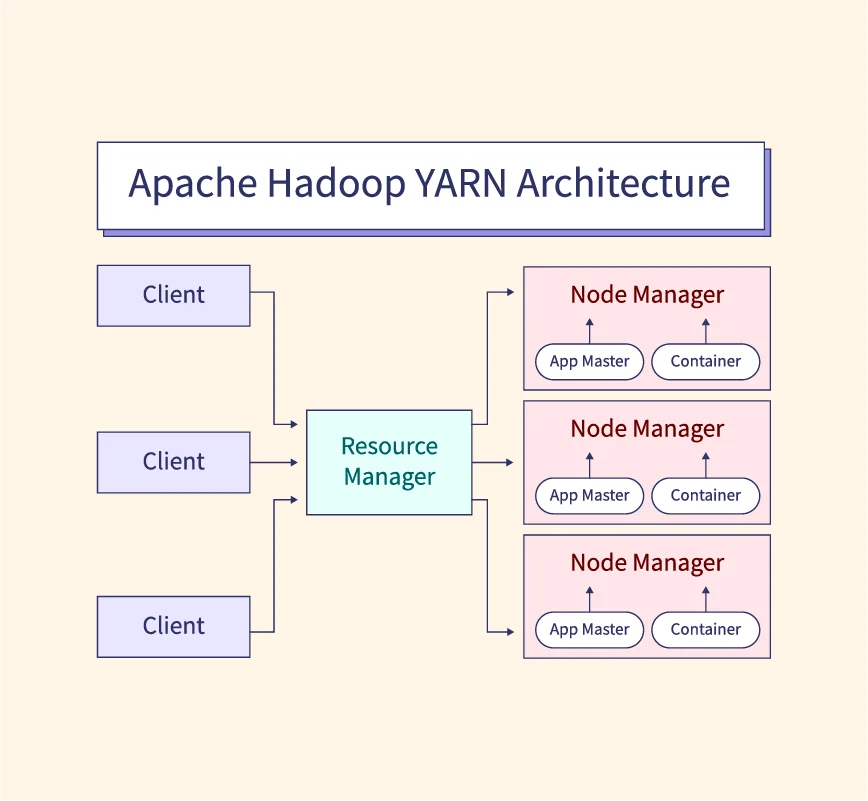 Apache Hadoop YARN Architecture
Client
Client
Client
Resource
Manager
Node Manager
App Master
Container
Node Manager
App Master
Container
Node Manager
App Master
Container